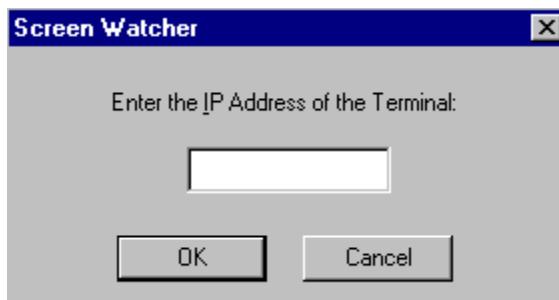 Screen Watcher
Enter the IP Address of the Terminal:
OK Cancel